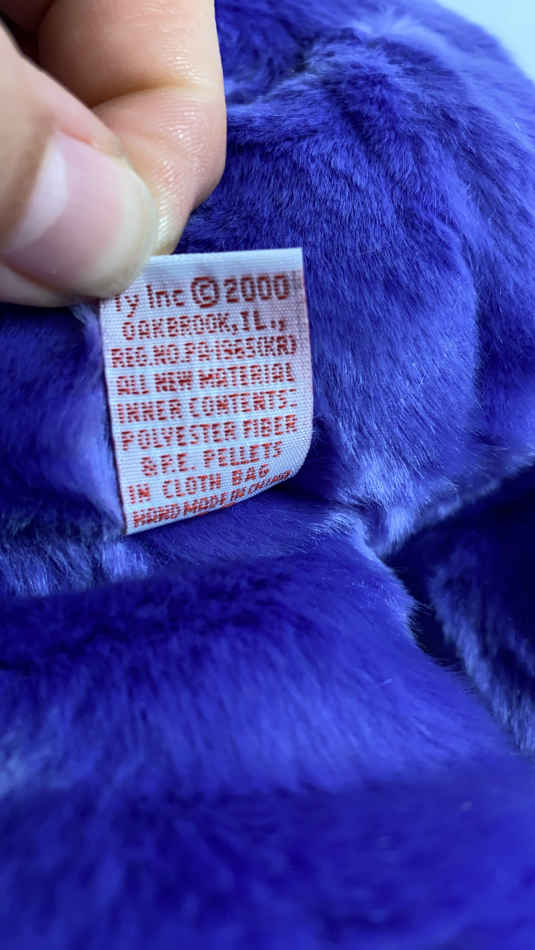 Ty Inc © 2000
OAKBROOK, IL.,
REG NO.PA·1965(KR)
ALL NEW MATERIAL
INNER CONTENTS-
POLYESTER FIBER
& P.E. PELLETS
IN CLOTH BAG
HAND MADE IN CHINA